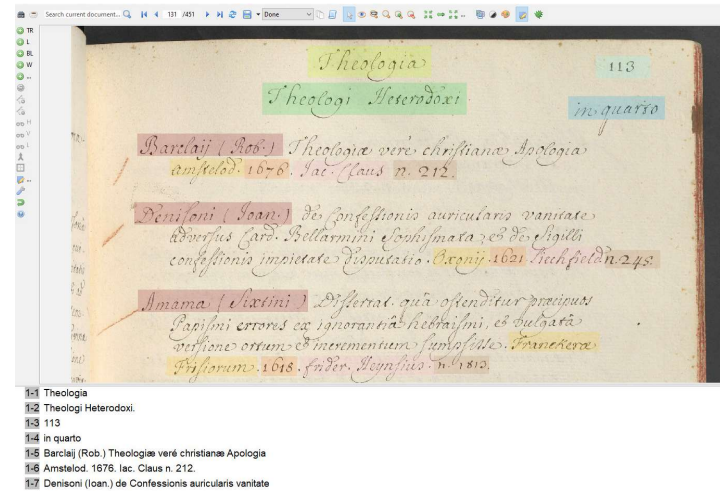 Search current document...
131 /451
Done
TR
L
BL
W
...
H
V
L
...
Theologia
113
Theologi Heterodoxi.
in quarto
Barclaij (Rob.) Theologiæ veré christianæ Apologia
Amstelod. 1676. Iac. Claus n. 212.
Denisoni (Ioan.) de Confessionis auricularis vanitate
adversus Card. Bellarmini Sophismata, et de Sigilli
confessionis impietate disputatio. Oxonij. 1621 Liechfield n. 245.
Amama (Sixtini) Dissertat. quâ ostenditur præcipuos
Papismi errores ex ignorantiâ hebraismi, et vulgatâ
versione ortum et incrementum sumpsisse. Franekeræ
Frisiorum. 1618. frider. Heynsius. n. 1813.
1-1 Theologia
1-2 Theologi Heterodoxi.
1-3 113
1-4 in quarto
1-5 Barclaij (Rob.) Theologiæ veré christianæ Apologia
1-6 Amstelod. 1676. Iac. Claus n. 212.
1-7 Denisoni (Ioan.) de Confessionis auricularis vanitate